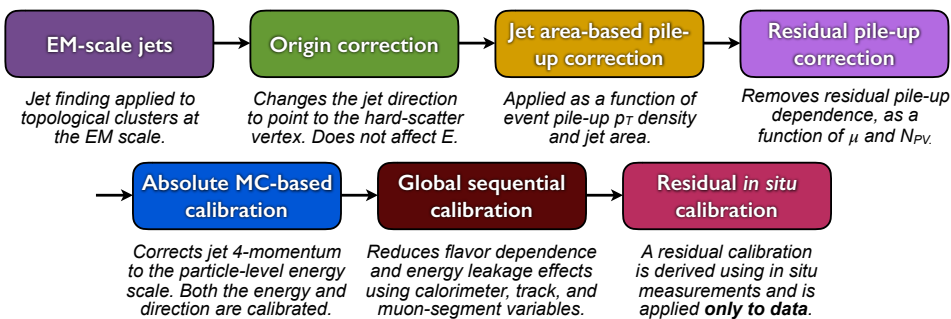 EM-scale jets
Jet finding applied to
topological clusters at
the EM scale.
Origin correction
Changes the jet direction
to point to the hard-scatter
vertex. Does not affect E.
Jet area-based pile-
up correction
Applied as a function of
event pile-up pT density
and jet area.
Residual pile-up
correction
Removes residual pile-up
dependence, as a
function of μ and NPV.
Absolute MC-based
calibration
Corrects jet 4-momentum
to the particle-level energy
scale. Both the energy and
direction are calibrated.
Global sequential
calibration
Reduces flavor dependence
and energy leakage effects
using calorimeter, track, and
muon-segment variables.
Residual in situ
calibration
A residual calibration
is derived using in situ
measurements and is
applied only to data.